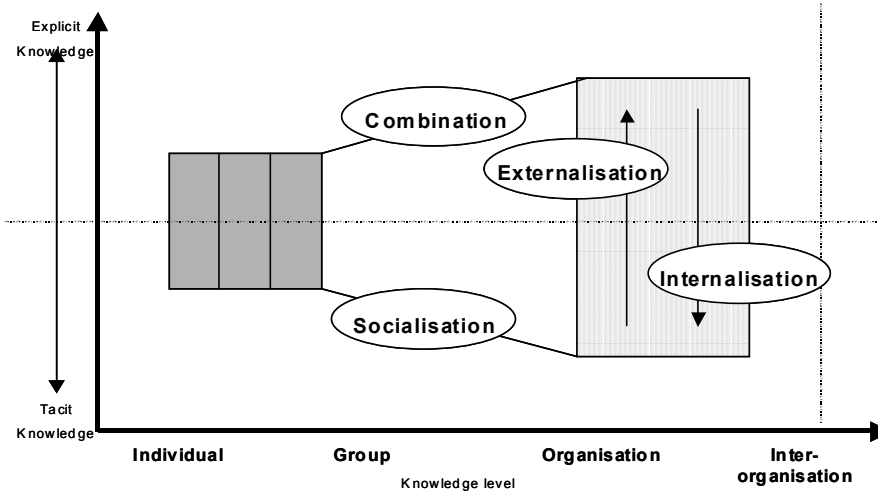 Explicit
Knowledge
Combination
Externalisation
Internalisation
Socialisation
Tacit
Knowledge
Individual
Group
Organisation
Inter-
organisation
Knowledge level